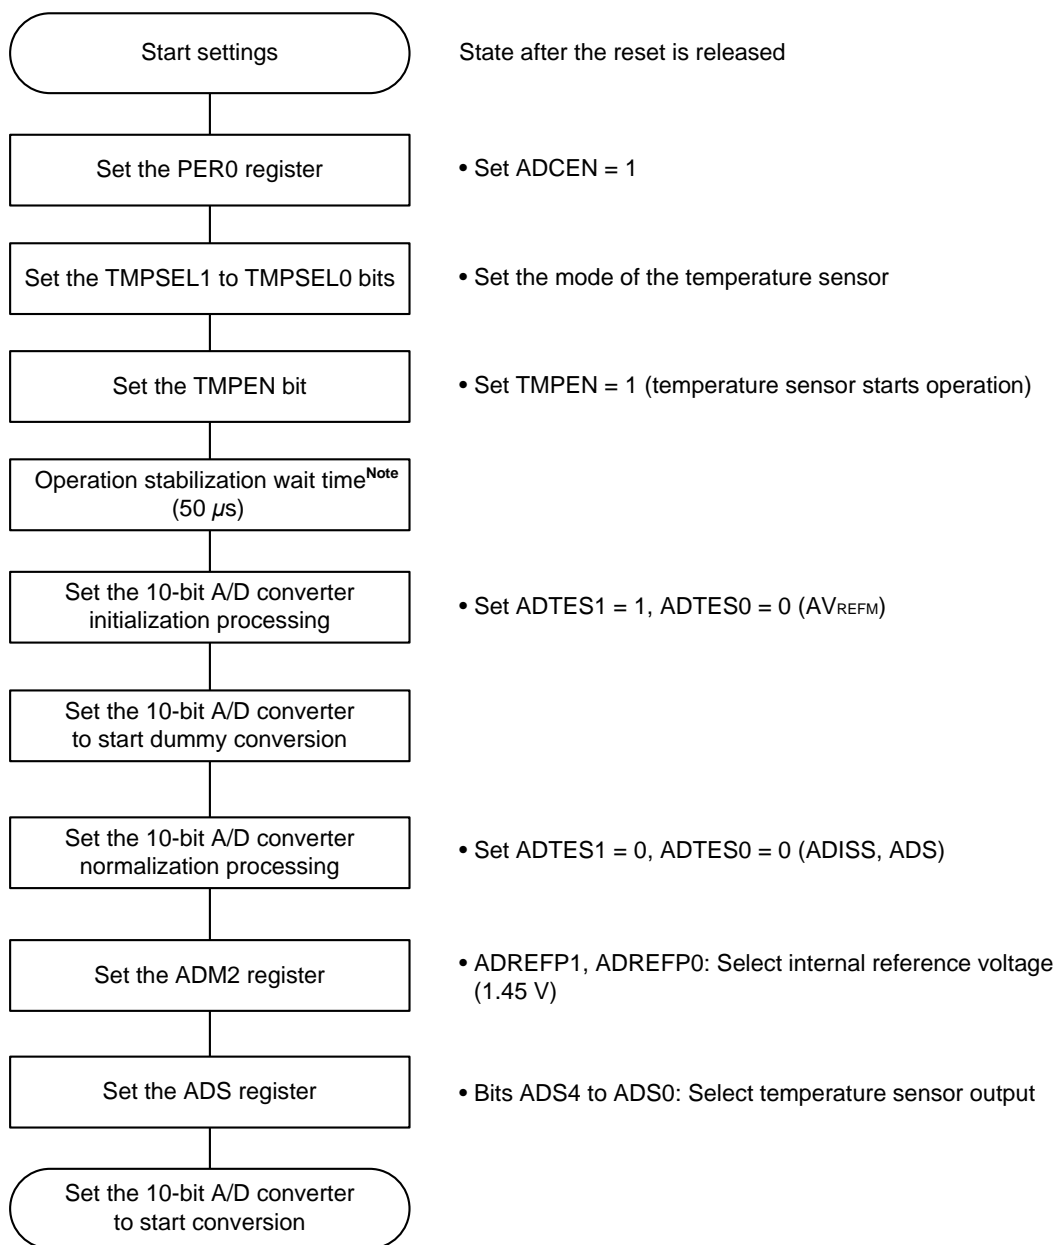 Start settings
State after the reset is released
Set the PER0 register
• Set ADCEN = 1
Set the TMPSEL1 to TMPSEL0 bits
• Set the mode of the temperature sensor
Set the TMPEN bit
• Set TMPEN = 1 (temperature sensor starts operation)
Operation stabilization wait timeNote
(50 µs)
Set the 10-bit A/D converter
initialization processing
• Set ADTES1 = 1, ADTES0 = 0 (AVREFM)
Set the 10-bit A/D converter
to start dummy conversion
Set the 10-bit A/D converter
normalization processing
• Set ADTES1 = 0, ADTES0 = 0 (ADISS, ADS)
Set the ADM2 register
• ADREFP1, ADREFP0: Select internal reference voltage
(1.45 V)
Set the ADS register
• Bits ADS4 to ADS0: Select temperature sensor output
Set the 10-bit A/D converter
to start conversion